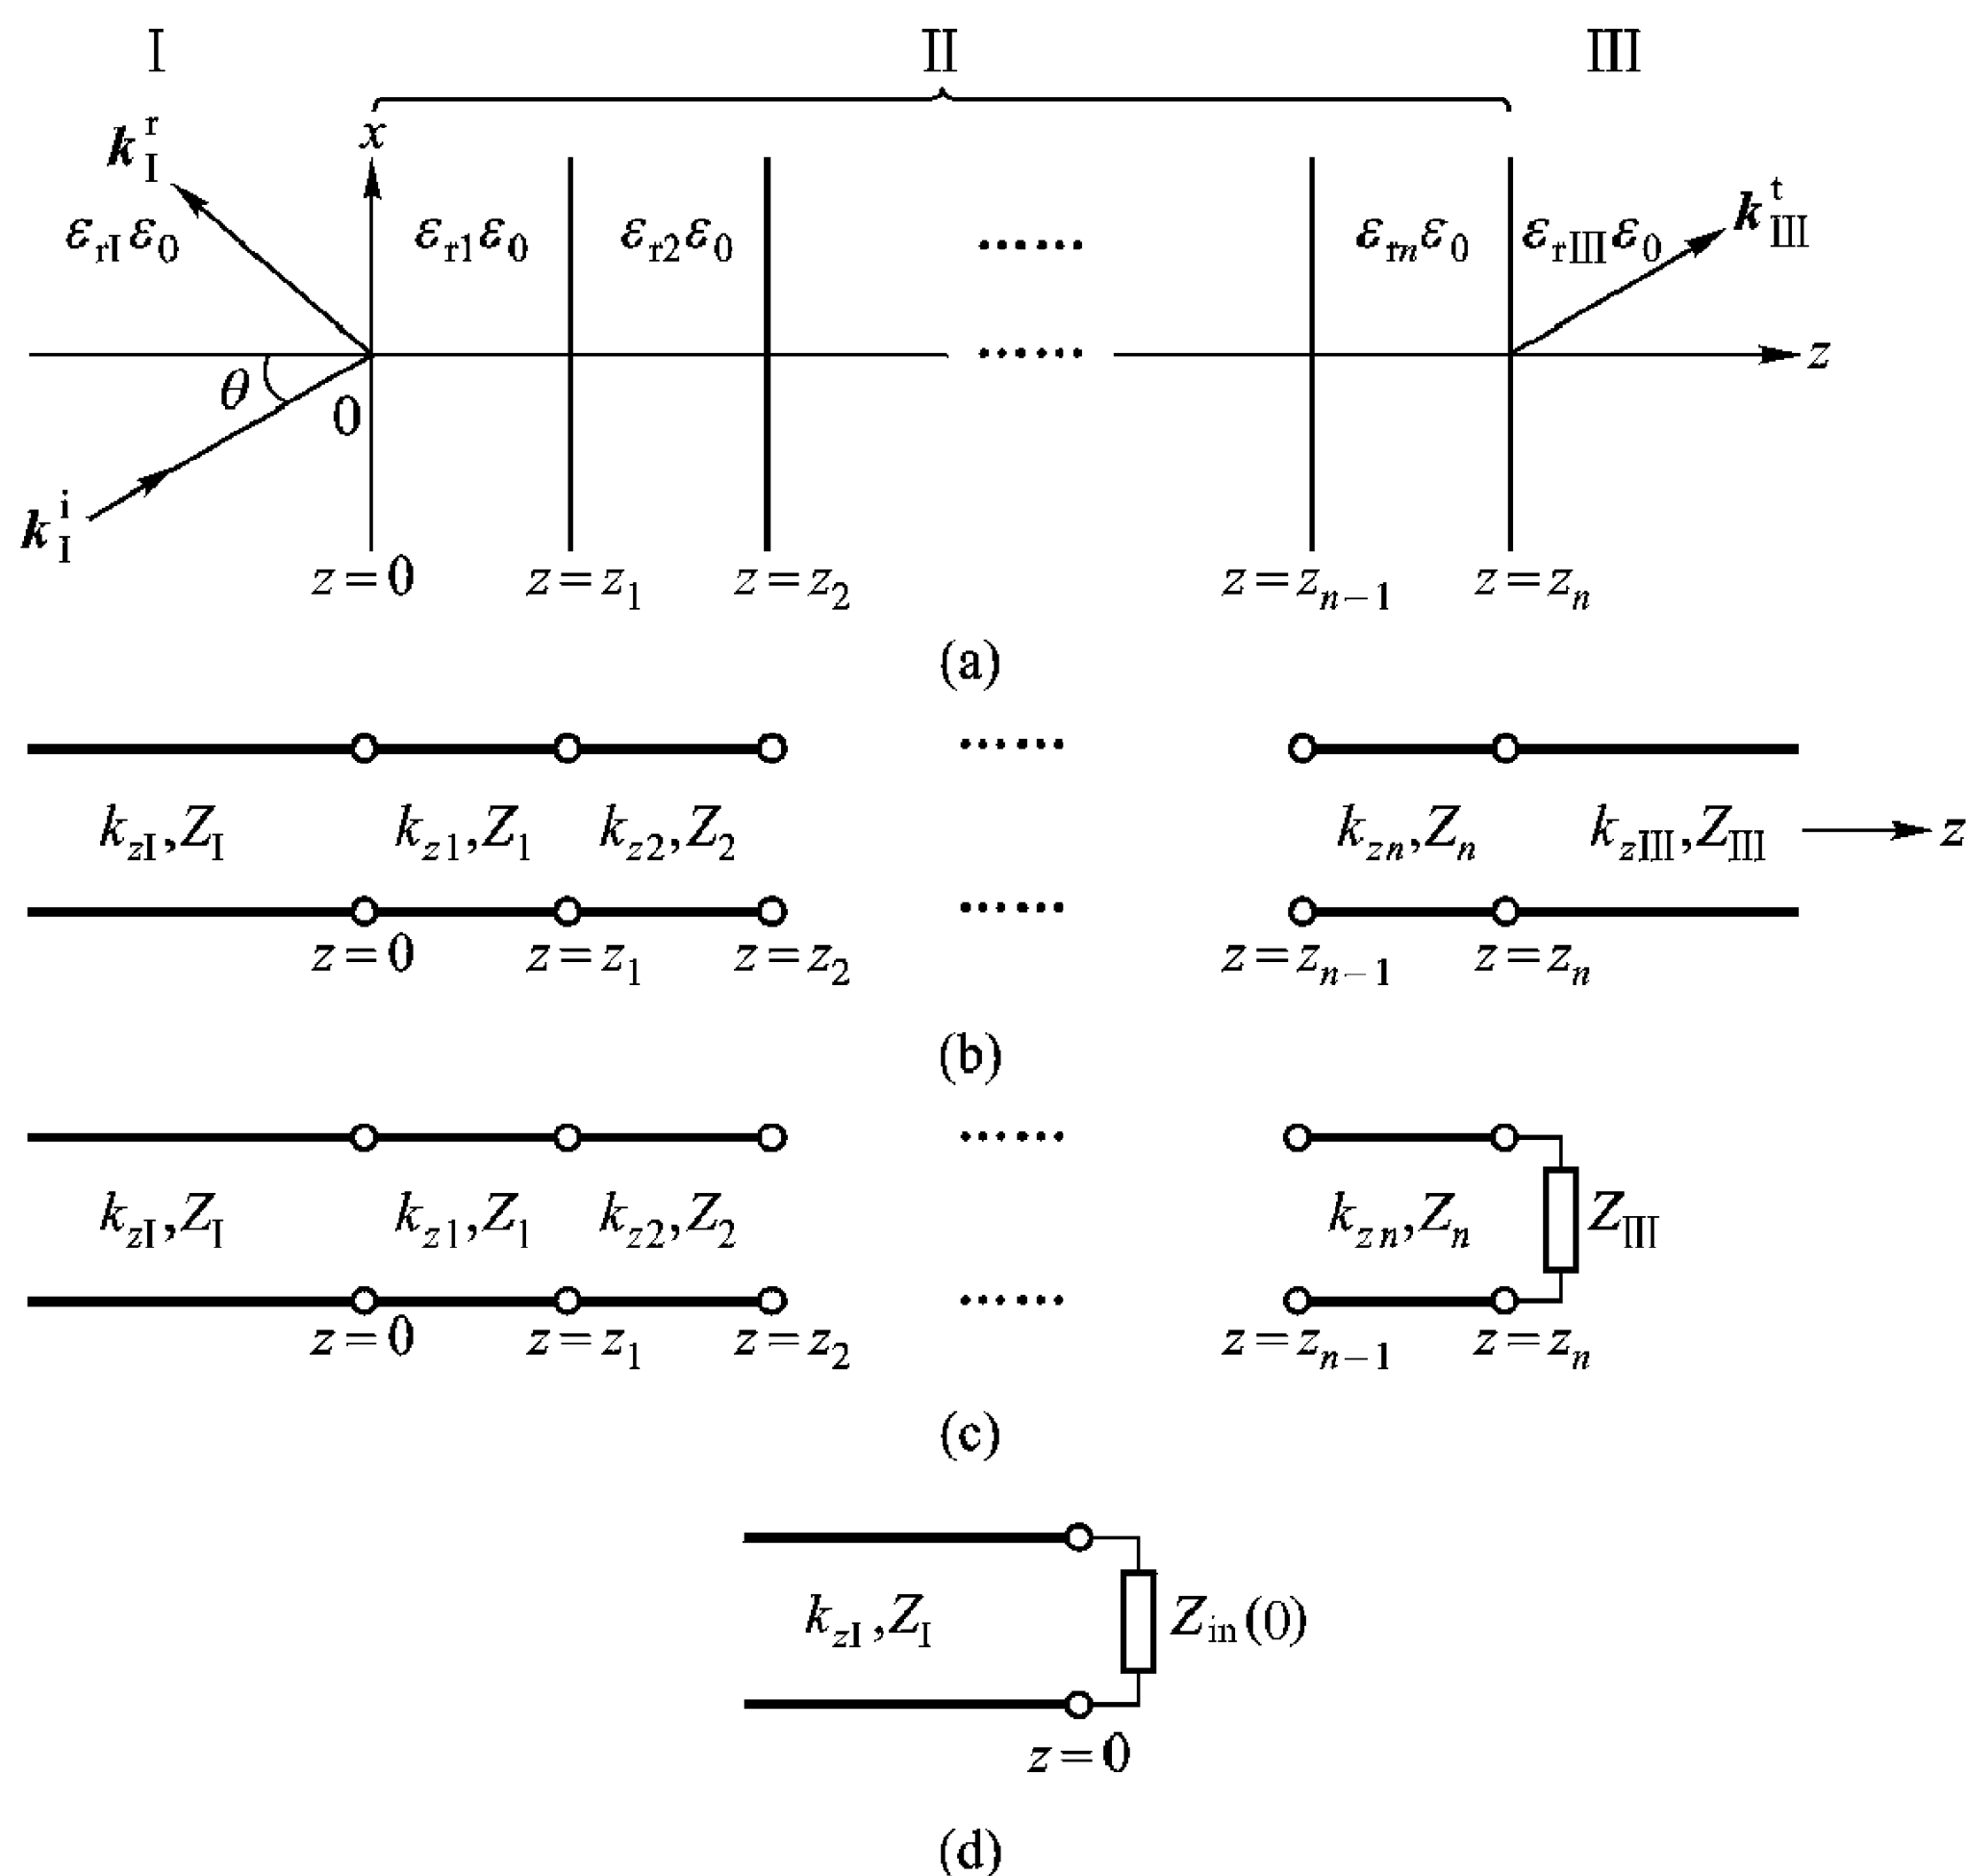 I II III
k_I^r x k_III^t
ε_rI ε_0 ε_r1 ε_0 ε_r2 ε_0 ...... ε_rn ε_0 ε_rIII ε_0
...... z
θ 0
k_I^i
z=0 z=z_1 z=z_2 z=z_{n-1} z=z_n
(a)
......
k_zI, Z_I k_z1, Z_1 k_z2, Z_2 k_zn, Z_n k_zIII, Z_III z
......
z=0 z=z_1 z=z_2 z=z_{n-1} z=z_n
(b)
......
k_zI, Z_I k_z1, Z_1 k_z2, Z_2 k_zn, Z_n Z_III
......
z=0 z=z_1 z=z_2 z=z_{n-1} z=z_n
(c)
k_zI, Z_I Z_in(0)
z=0
(d)